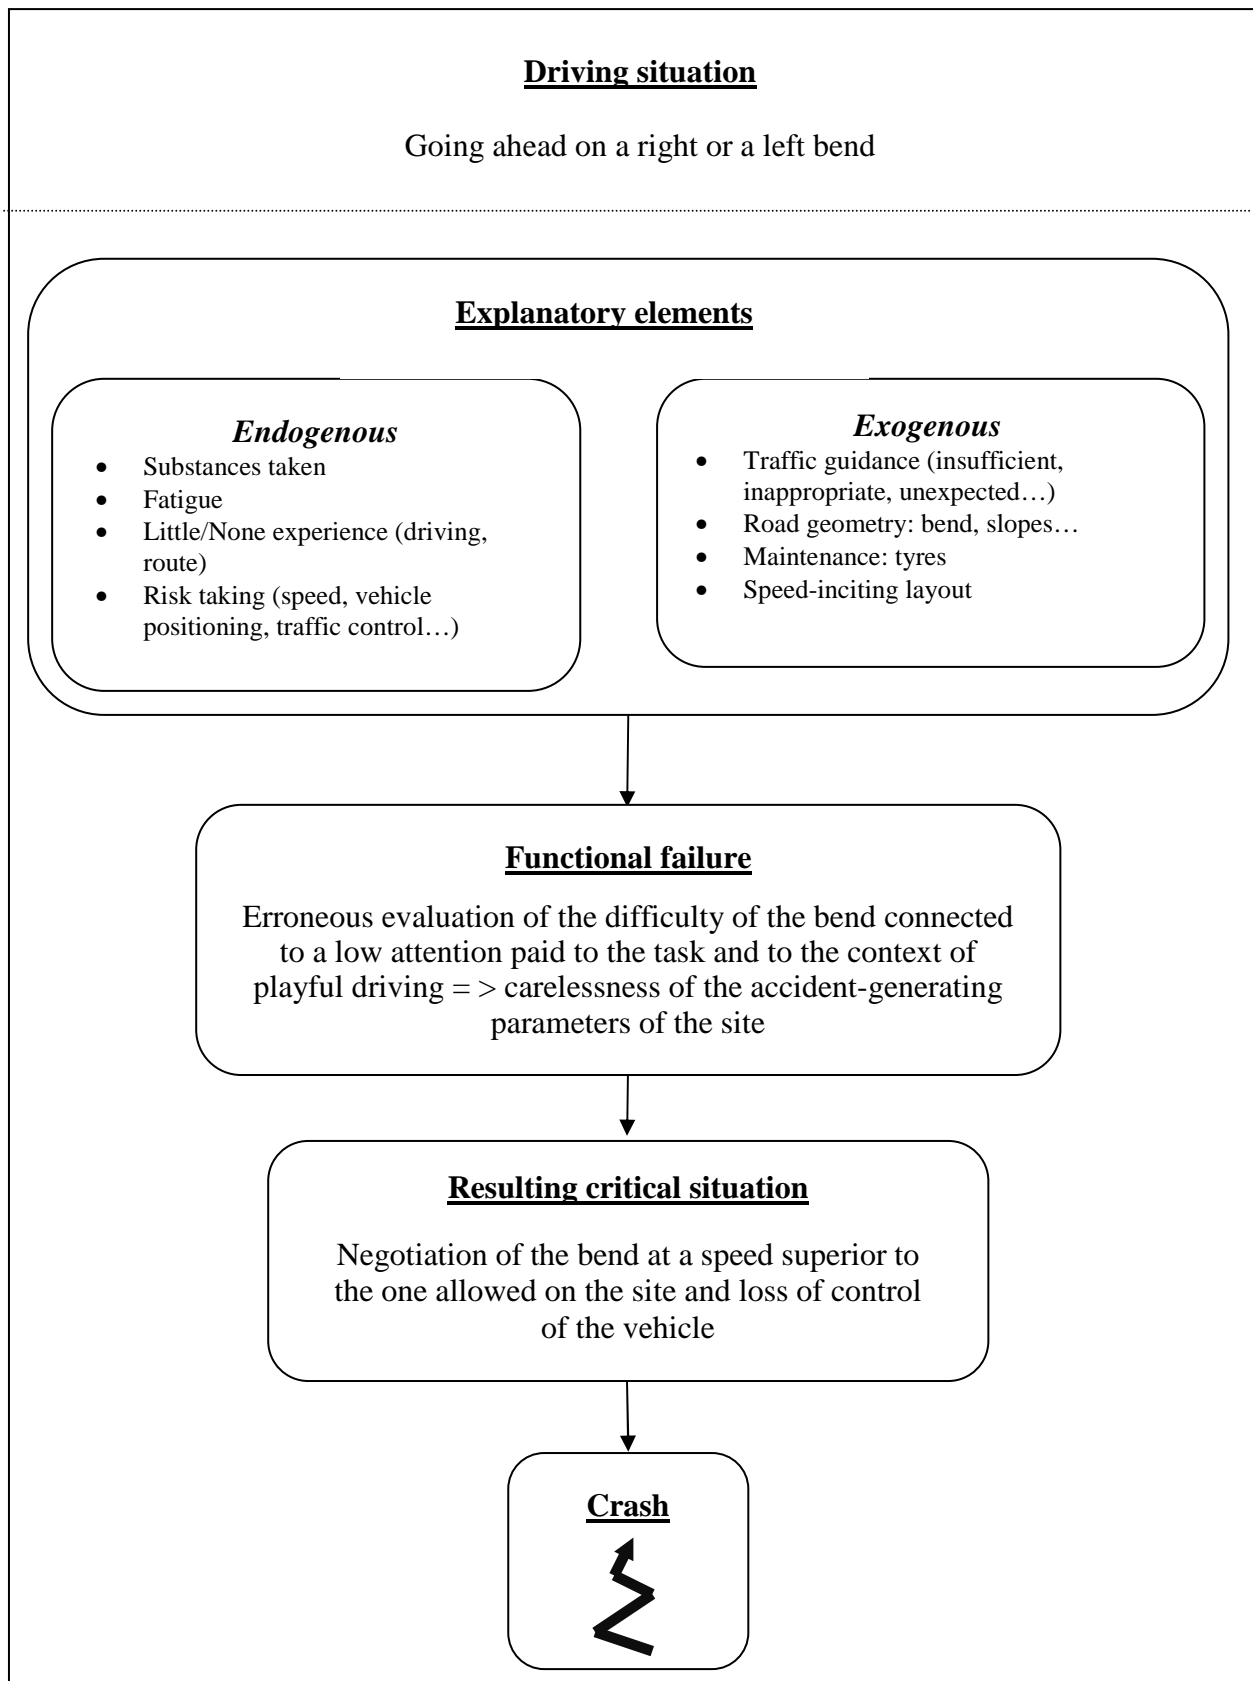 Driving situation
Going ahead on a right or a left bend
Explanatory elements
Endogenous
• Substances taken
• Fatigue
• Little/None experience (driving,
route)
• Risk taking (speed, vehicle
positioning, traffic control…)
Exogenous
• Traffic guidance (insufficient,
inappropriate, unexpected…)
• Road geometry: bend, slopes…
• Maintenance: tyres
• Speed-inciting layout
Functional failure
Erroneous evaluation of the difficulty of the bend connected
to a low attention paid to the task and to the context of
playful driving = > carelessness of the accident-generating
parameters of the site
Resulting critical situation
Negotiation of the bend at a speed superior to
the one allowed on the site and loss of control
of the vehicle
Crash